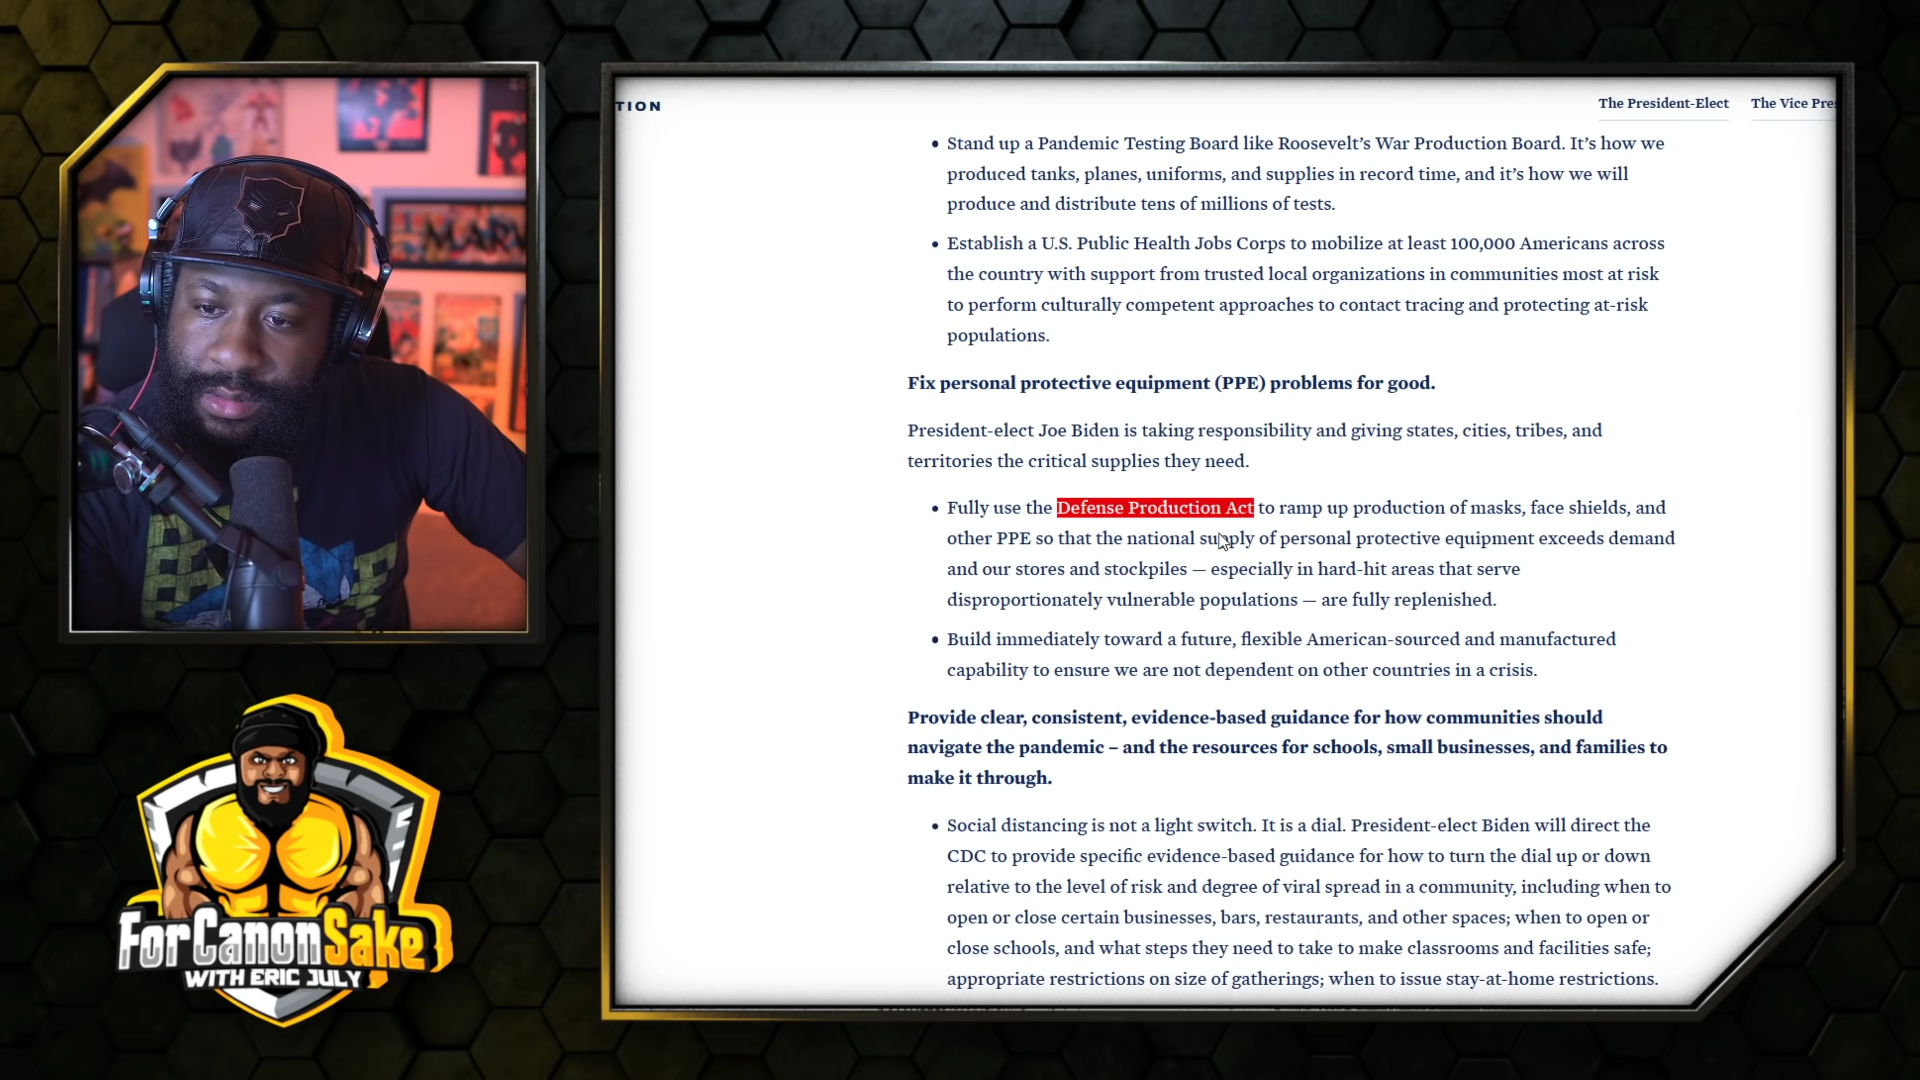 TION
The President-Elect
The Vice Pres
MARV
Stand up a Pandemic Testing Board like Roosevelt’s War Production Board. It’s how we
produced tanks, planes, uniforms, and supplies in record time, and it’s how we will
produce and distribute tens of millions of tests.
Establish a U.S. Public Health Jobs Corps to mobilize at least 100,000 Americans across
the country with support from trusted local organizations in communities most at risk
to perform culturally competent approaches to contact tracing and protecting at-risk
populations.
Fix personal protective equipment (PPE) problems for good.
President-elect Joe Biden is taking responsibility and giving states, cities, tribes, and
territories the critical supplies they need.
Fully use the Defense Production Act to ramp up production of masks, face shields, and
other PPE so that the national supply of personal protective equipment exceeds demand
and our stores and stockpiles — especially in hard-hit areas that serve
disproportionately vulnerable populations — are fully replenished.
Build immediately toward a future, flexible American-sourced and manufactured
capability to ensure we are not dependent on other countries in a crisis.
Provide clear, consistent, evidence-based guidance for how communities should
navigate the pandemic – and the resources for schools, small businesses, and families to
make it through.
Social distancing is not a light switch. It is a dial. President-elect Biden will direct the
CDC to provide specific evidence-based guidance for how to turn the dial up or down
relative to the level of risk and degree of viral spread in a community, including when to
open or close certain businesses, bars, restaurants, and other spaces; when to open or
close schools, and what steps they need to take to make classrooms and facilities safe;
appropriate restrictions on size of gatherings; when to issue stay-at-home restrictions.
ForCanonSake
WITH ERIC JULY